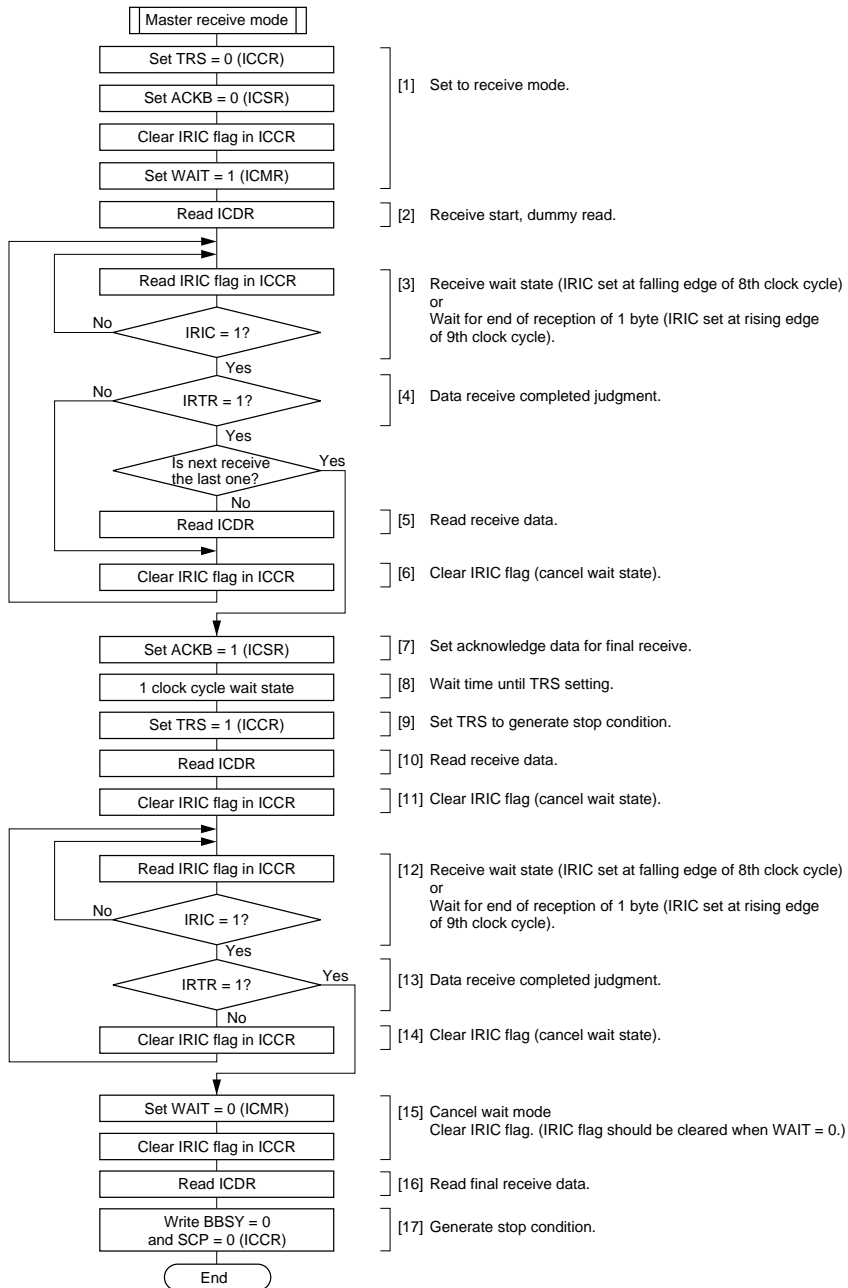 Master receive mode
Set TRS = 0 (ICCR)
Set ACKB = 0 (ICSR)
Clear IRIC flag in ICCR
Set WAIT = 1 (ICMR)
[1] Set to receive mode.
Read ICDR
[2] Receive start, dummy read.
Read IRIC flag in ICCR
[3] Receive wait state (IRIC set at falling edge of 8th clock cycle)
or
Wait for end of reception of 1 byte (IRIC set at rising edge
of 9th clock cycle).
No
IRIC = 1?
Yes
No
IRTR = 1?
[4] Data receive completed judgment.
Yes
Is next receive
the last one?
Yes
No
Read ICDR
[5] Read receive data.
Clear IRIC flag in ICCR
[6] Clear IRIC flag (cancel wait state).
Set ACKB = 1 (ICSR)
[7] Set acknowledge data for final receive.
1 clock cycle wait state
[8] Wait time until TRS setting.
Set TRS = 1 (ICCR)
[9] Set TRS to generate stop condition.
Read ICDR
[10] Read receive data.
Clear IRIC flag in ICCR
[11] Clear IRIC flag (cancel wait state).
Read IRIC flag in ICCR
[12] Receive wait state (IRIC set at falling edge of 8th clock cycle)
or
Wait for end of reception of 1 byte (IRIC set at rising edge
of 9th clock cycle).
No
IRIC = 1?
Yes
IRTR = 1?
Yes
[13] Data receive completed judgment.
No
Clear IRIC flag in ICCR
[14] Clear IRIC flag (cancel wait state).
Set WAIT = 0 (ICMR)
[15] Cancel wait mode
Clear IRIC flag. (IRIC flag should be cleared when WAIT = 0.)
Clear IRIC flag in ICCR
Read ICDR
[16] Read final receive data.
Write BBSY = 0
and SCP = 0 (ICCR)
[17] Generate stop condition.
End